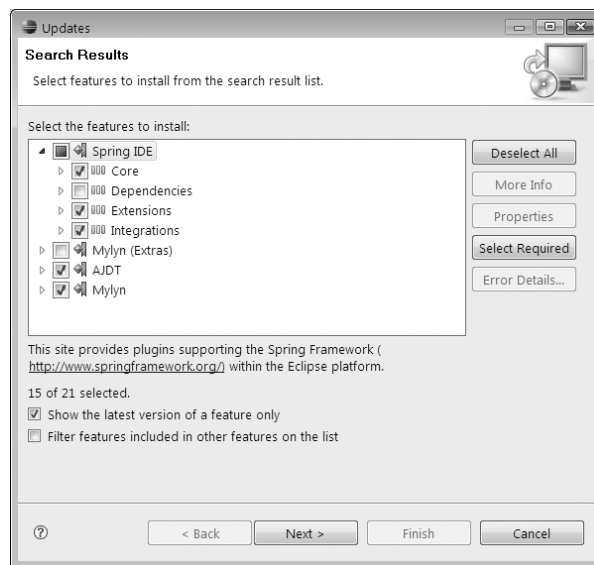 Updates
Search Results
Select features to install from the search result list.
Select the features to install:
Spring IDE
Core
Dependencies
Extensions
Integrations
Mylyn (Extras)
AJDT
Mylyn
Deselect All
More Info
Properties
Select Required
Error Details...
This site provides plugins supporting the Spring Framework (
http://www.springframework.org/) within the Eclipse platform.
15 of 21 selected.
Show the latest version of a feature only
Filter features included in other features on the list
?
< Back
Next >
Finish
Cancel